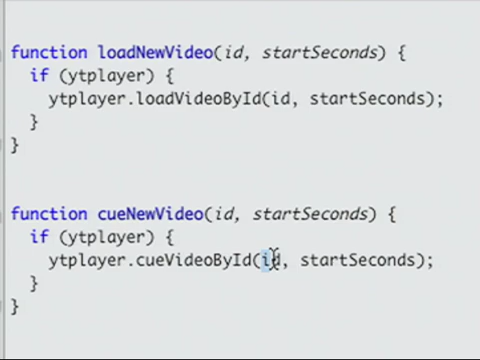 function loadNewVideo(id, startSeconds) {
if (ytplayer) {
ytplayer.loadVideoById(id, startSeconds);
}
}
function cueNewVideo(id, startSeconds) {
if (ytplayer) {
ytplayer.cueVideoById(id, startSeconds);
}
}